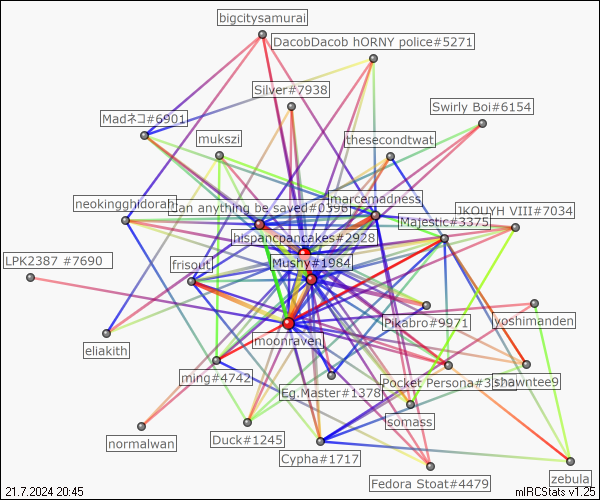 bigcitysamurai
DacobDacob hORNY police#5271
Silver#7938
Swirly Boi#6154
Madネコ#6901
mukszi
thesecondtwat
marcemadness
neokingghidorah
can anything be saved#0398
JKOUYH VIII#7034
Majestic#3375
hispancpancakes#2928
LPK2387 #7690
frisout
Mushy#1984
Pikabro#9971
yoshimanden
moonraven
eliakith
ming#4742
Eg.Master#1378
Pocket Persona#3
shawntee9
somass
normalwan
Duck#1245
Cypha#1717
Fedora Stoat#4479
zebula
21.7.2024 20:45
mIRCStats v1.25